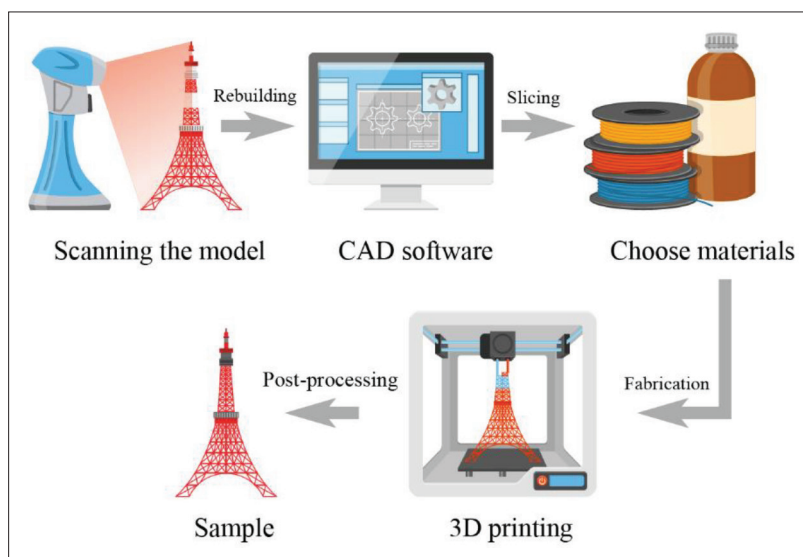 Rebuilding
Slicing
Scanning the model
CAD software
Choose materials
Post-processing
Fabrication
Sample
3D printing